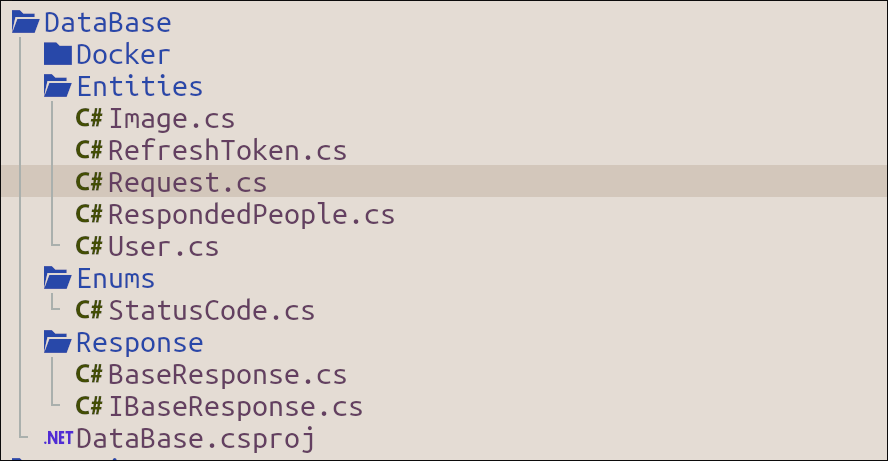 DataBase
Docker
Entities
C# Image.cs
C# RefreshToken.cs
C# Request.cs
C# RespondedPeople.cs
C# User.cs
Enums
C# StatusCode.cs
Response
C# BaseResponse.cs
C# IBaseResponse.cs
.NET DataBase.csproj